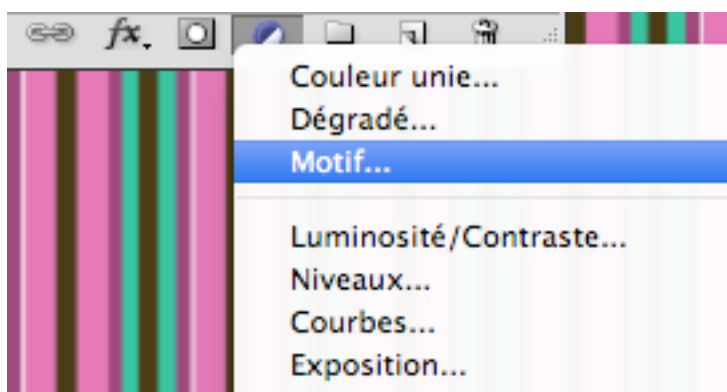 fx.
Couleur unie...
Dégradé...
Motif...
Luminosité/Contraste...
Niveaux...
Courbes...
Exposition...